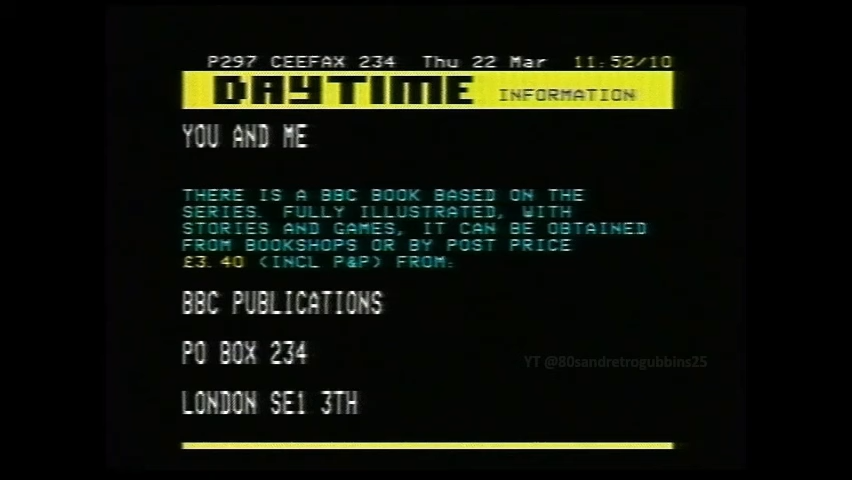 P297 CEEFAX 234 Thu 22 Mar 11:52/10
DAYTIME INFORMATION
YOU AND ME
THERE IS A BBC BOOK BASED ON THE
SERIES. FULLY ILLUSTRATED, WITH
STORIES AND GAMES, IT CAN BE OBTAINED
FROM BOOKSHOPS OR BY POST PRICE
£3.40 (INCL P&P) FROM:
BBC PUBLICATIONS
PO BOX 234
YT @80sandretrogubbins25
LONDON SE1 3TH